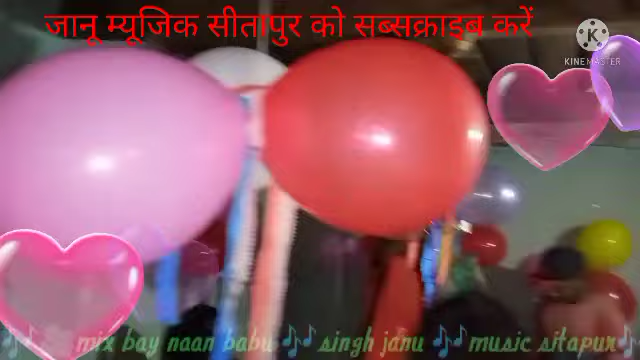 जानू म्यूजिक सीतापुर को सब्सक्राइब करें
KINEMASTER
mix bay naan babu 🎶 singh janu 🎶 music sitapur